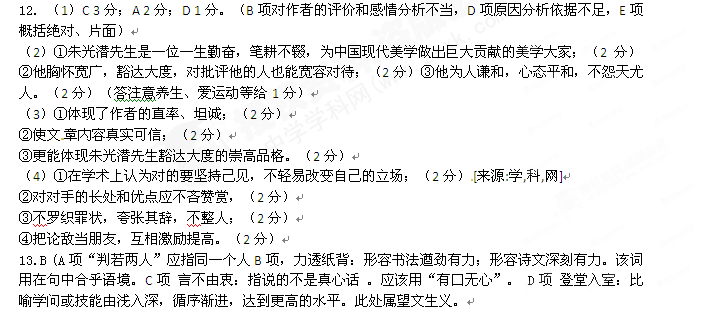 12. （1）C 3 分；A 2 分；D 1 分。（B 项对作者的评价和感情分析不当，D 项原因分析依据不足，E 项
概括绝对、片面）
（2）①朱光潜先生是一位一生勤奋，笔耕不辍，为中国现代美学做出巨大贡献的美学大家；（2 分）
②他胸怀宽广，豁达大度，对批评他的人也能宽容对待；（2 分）③他为人谦和，心态平和，不怨天尤
人。（2 分）（答注意养生、爱运动等给 1 分）
（3）①体现了作者的直率、坦诚；（2 分）
②使文.章内容真实可信；（2 分）
③更能体现朱光潜先生豁达大度的崇高品格。（2 分）
（4）①在学术上认为对的要坚持己见，不轻易改变自己的立场；（2 分）.[来源:学,科,网]
②对对手的长处和优点应不吝赞赏，（2 分）
③不罗织罪状，夸张其辞，不整人；（2 分）
④把论敌当朋友，互相激励提高。（2 分）
13.B（A 项“判若两人”应指同一个人 B 项，力透纸背：形容书法遒劲有力；形容诗文深刻有力。该词
用在句中合乎语境。C 项 言不由衷：指说的不是真心话 。应该用“有口无心”。 D 项 登堂入室：比
喻学问或技能由浅入深，循序渐进，达到更高的水平。此处属望文生义。